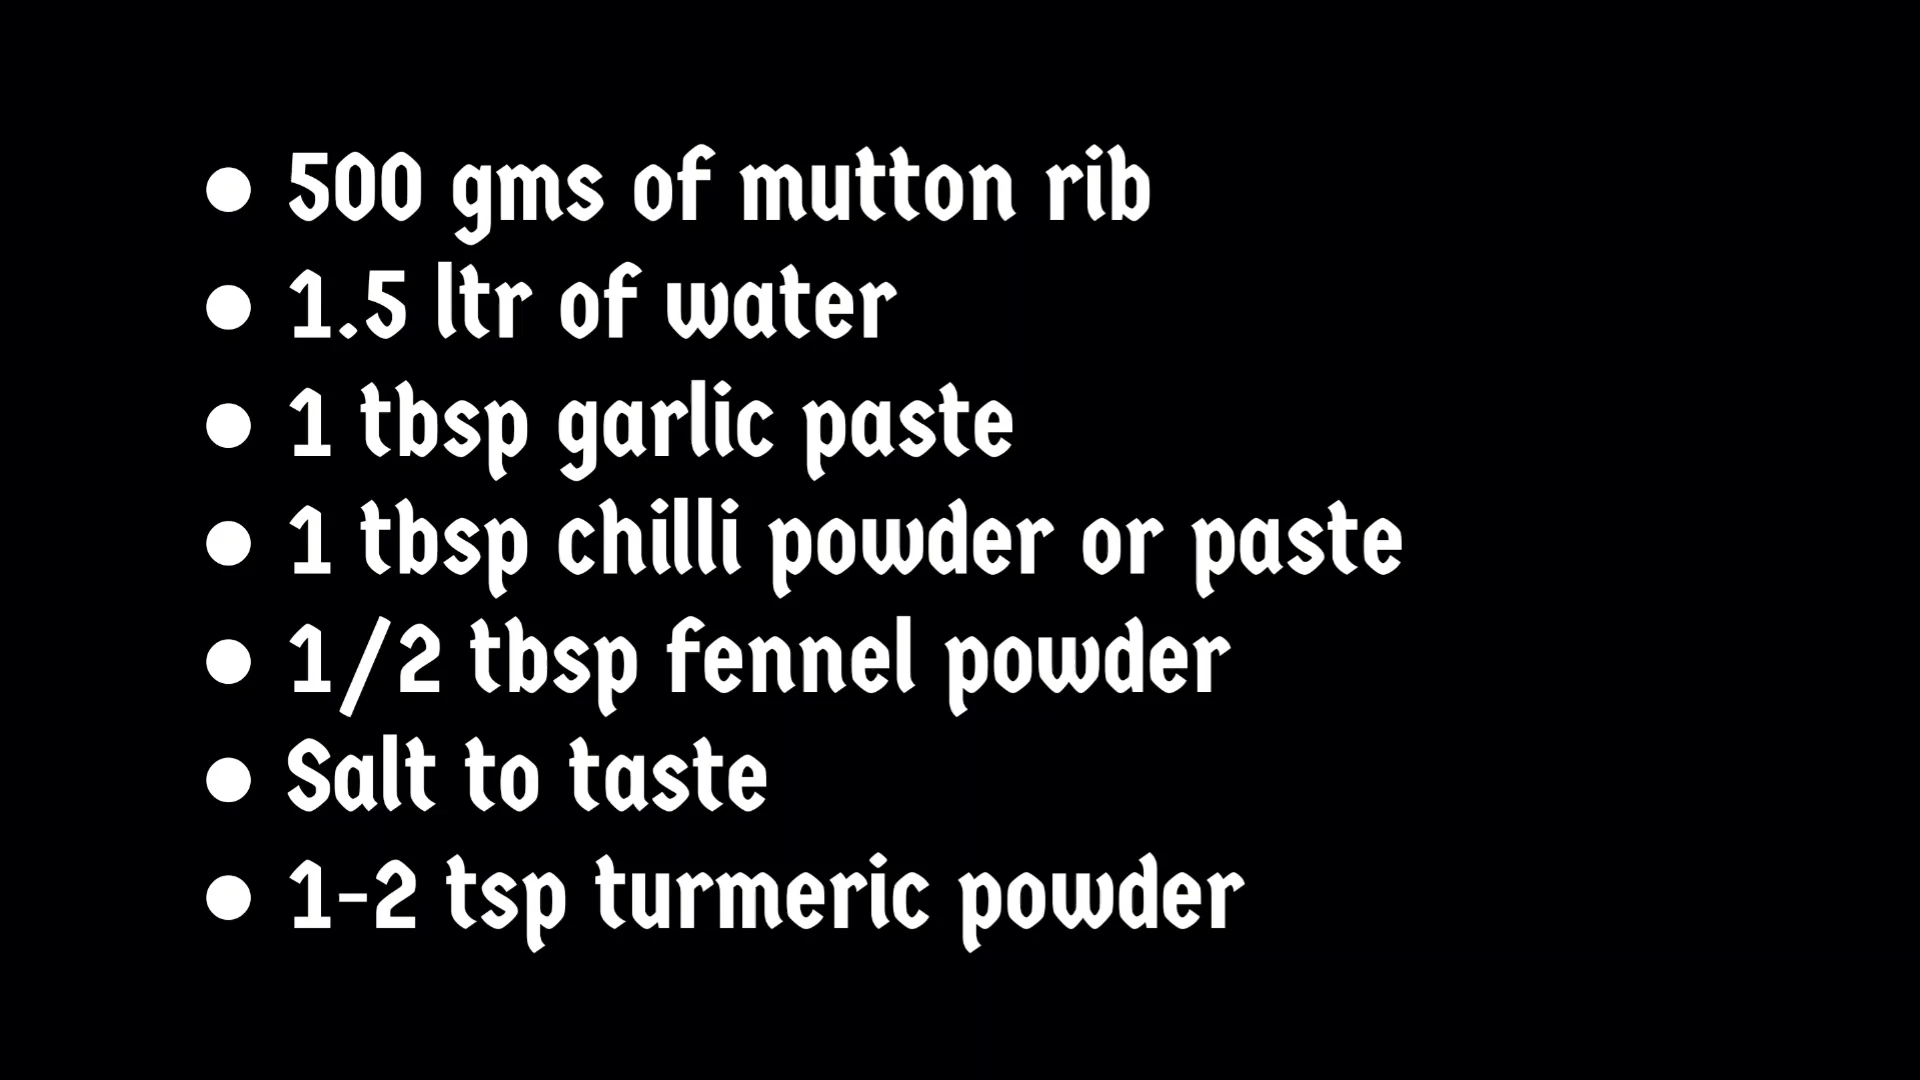 • 500 gms of mutton rib
• 1.5 ltr of water
• 1 tbsp garlic paste
• 1 tbsp chilli powder or paste
• 1/2 tbsp fennel powder
• Salt to taste
• 1-2 tsp turmeric powder